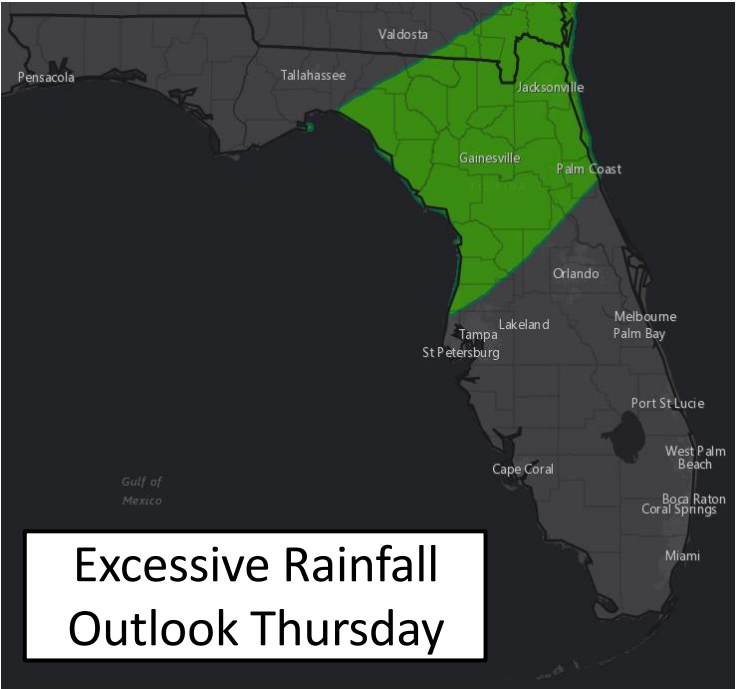 Valdosta
Pensacola
Tallahassee
Jacksonville
Gainesville
Palm Coast
Orlando
Melbourne
Palm Bay
Lakeland
Tampa
St Petersburg
Port St Lucie
West Palm
Beach
Cape Coral
Gulf of
Mexico
Boca Raton
Coral Springs
Miami
Excessive Rainfall
Outlook Thursday